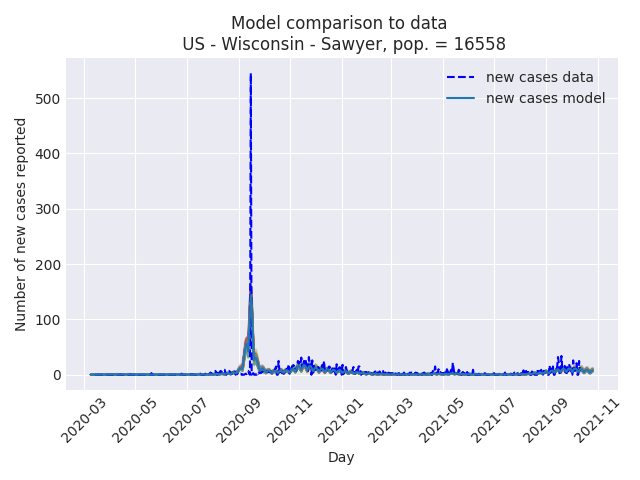 Model comparison to data
US - Wisconsin - Sawyer, pop. = 16558
new cases data
new cases model
Number of new cases reported
500
400
300
200
100
0
2020-03
2020-05
2020-07
2020-09
2020-11
2021-01
2021-03
2021-05
2021-07
2021-09
2021-11
Day